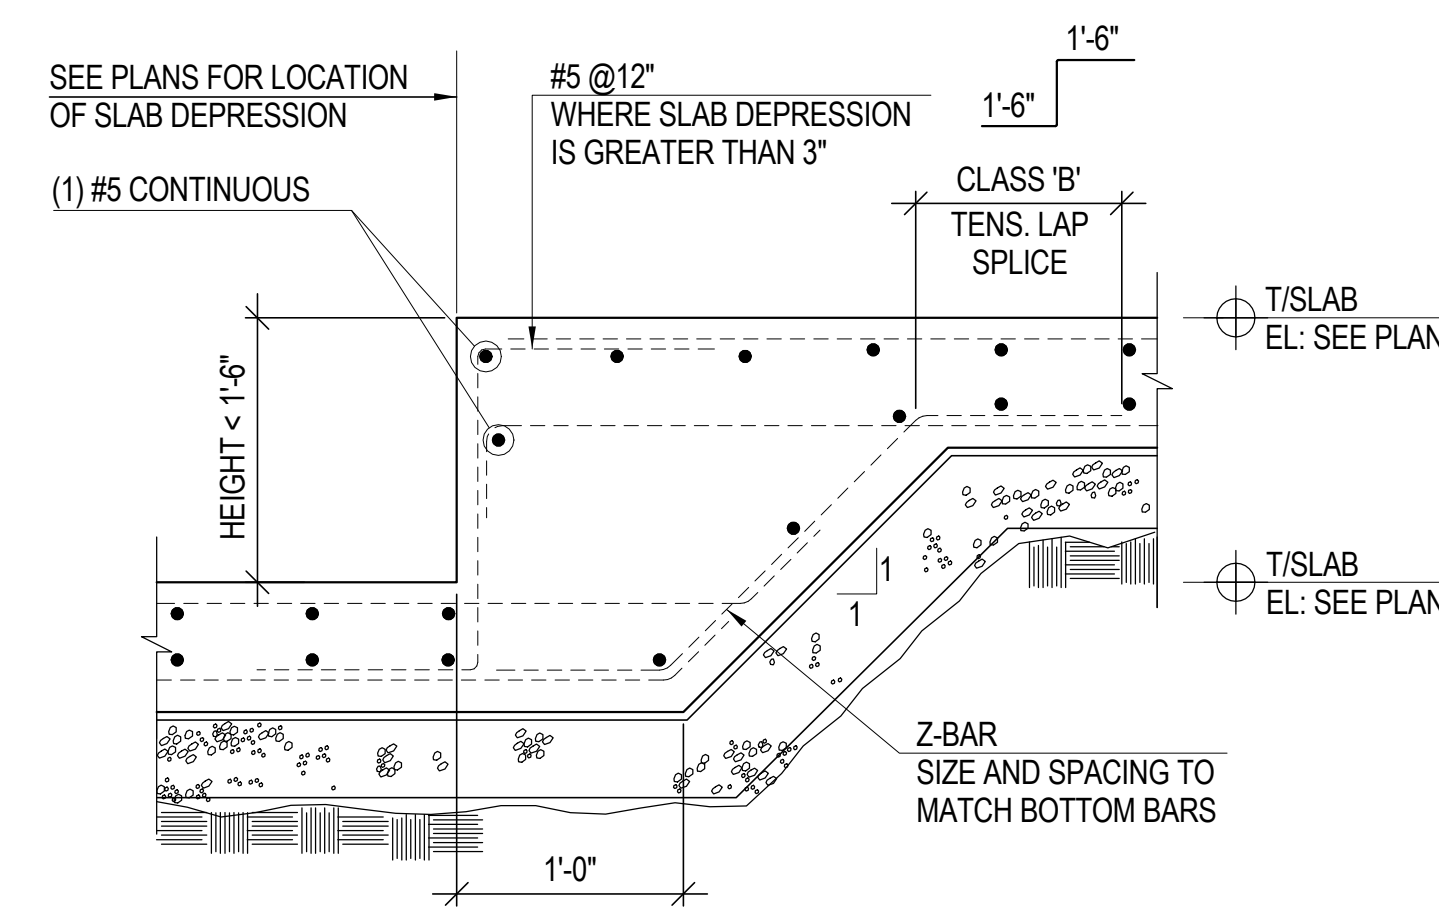 SEE PLANS FOR LOCATION
OF SLAB DEPRESSION
(1) #5 CONTINUOUS
#5 @12"
WHERE SLAB DEPRESSION
IS GREATER THAN 3"
1'-6"
1'-6"
CLASS 'B'
TENS. LAP
SPLICE
T/SLAB
EL: SEE PLAN
HEIGHT < 1'-6"
T/SLAB
EL: SEE PLAN
1
1
Z-BAR
SIZE AND SPACING TO
MATCH BOTTOM BARS
1'-0"